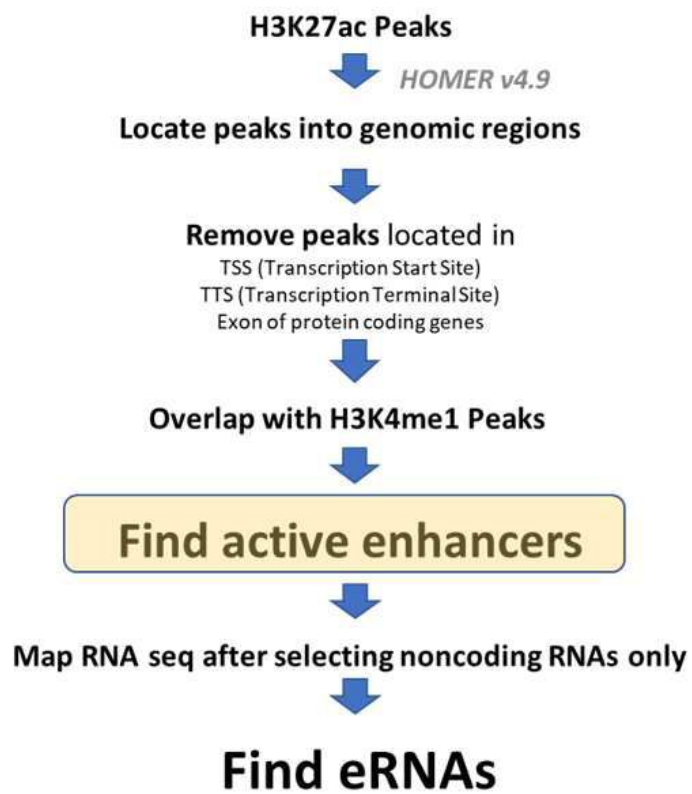 H3K27ac Peaks
HOMER v4.9
Locate peaks into genomic regions
Remove peaks located in
TSS (Transcription Start Site)
TTS (Transcription Terminal Site)
Exon of protein coding genes
Overlap with H3K4me1 Peaks
Find active enhancers
Map RNA seq after selecting noncoding RNAs only
Find eRNAs